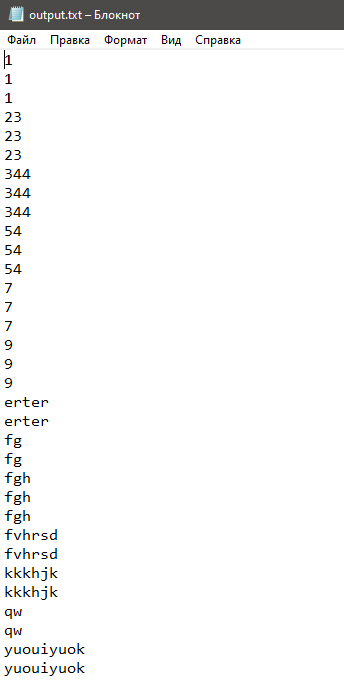 output.txt – Блокнот
Файл Правка Формат Вид Справка
1
1
1
23
23
23
344
344
344
54
54
54
7
7
7
9
9
9
erter
erter
fg
fg
fgh
fgh
fgh
fvhrsd
fvhrsd
kkkhjk
kkkhjk
qw
qw
yuouiyuok
yuouiyuok